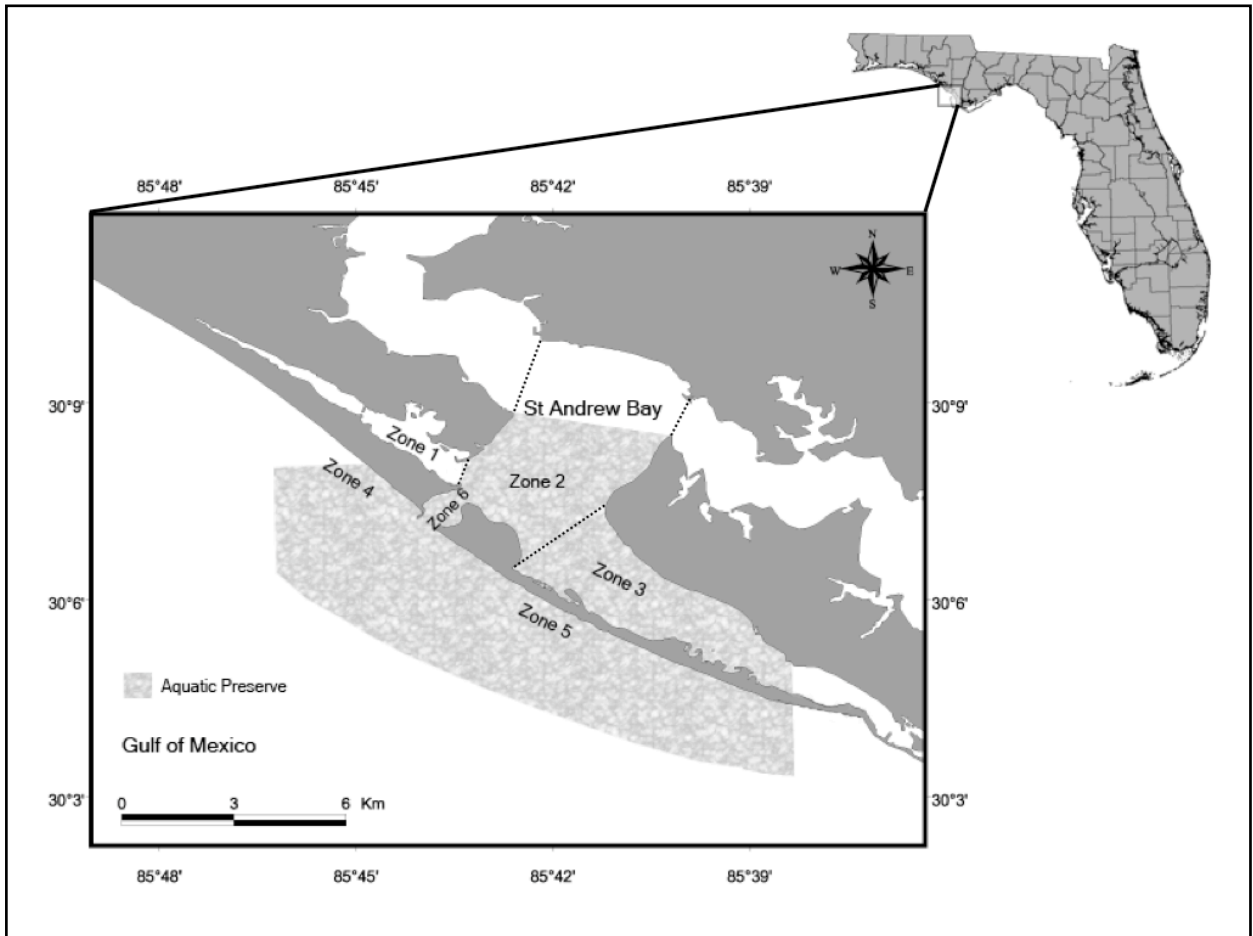 85°48' 85°45' 85°42' 85°39'
N
W E
S
30°9' 30°9'
St Andrew Bay
Zone 1
Zone 2
Zone 4
Zone 6
Zone 3
30°6' 30°6'
Zone 5
Aquatic Preserve
Gulf of Mexico
30°3' 30°3'
0 3 6 Km
85°48' 85°45' 85°42' 85°39'